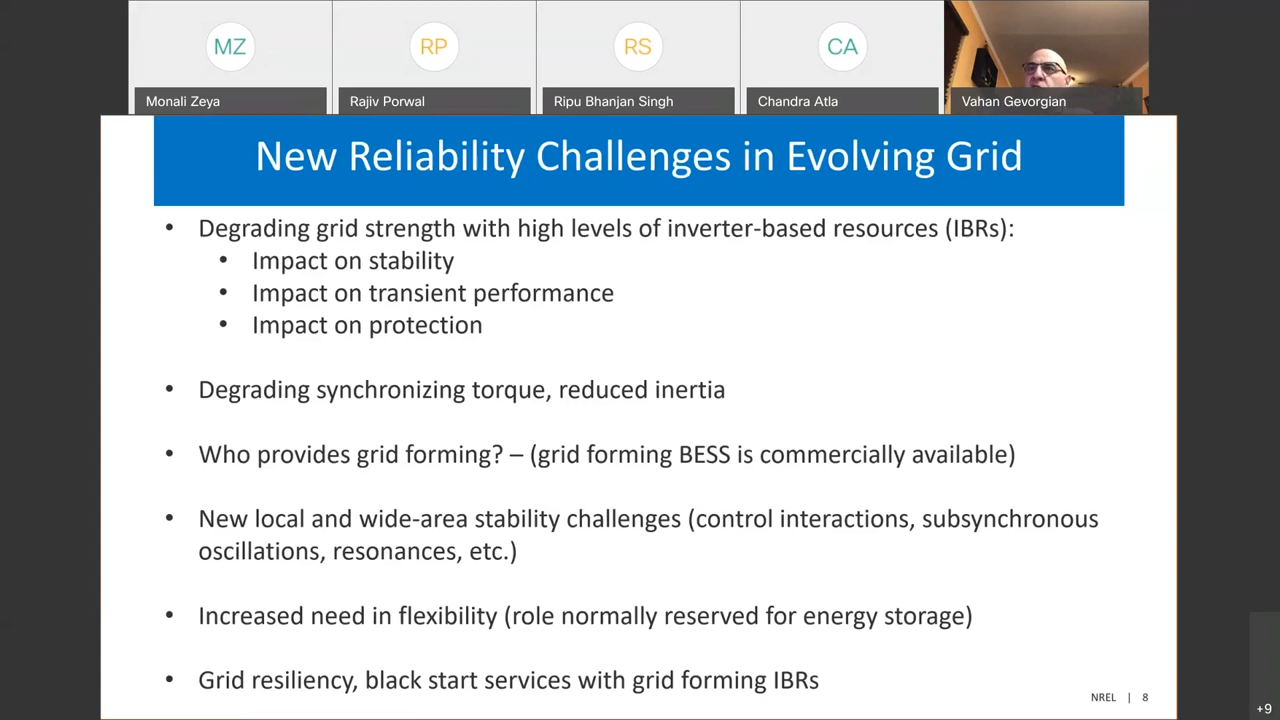 MZ
RP
RS
CA
Monali Zeya
Rajiv Porwal
Ripu Bhanjan Singh
Chandra Atla
Vahan Gevorgian
New Reliability Challenges in Evolving Grid
• Degrading grid strength with high levels of inverter-based resources (IBRs):
• Impact on stability
• Impact on transient performance
• Impact on protection
• Degrading synchronizing torque, reduced inertia
• Who provides grid forming? – (grid forming BESS is commercially available)
• New local and wide-area stability challenges (control interactions, subsynchronous
oscillations, resonances, etc.)
• Increased need in flexibility (role normally reserved for energy storage)
• Grid resiliency, black start services with grid forming IBRs
NREL | 8
+9